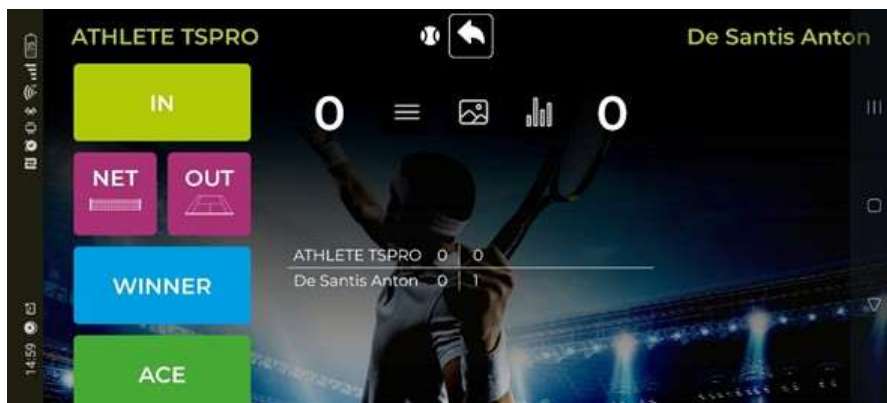 ATHLETE TSPRO
De Santis Anton
IN
0
0
NET
OUT
ATHLETE TSPRO 0 0
De Santis Anton 0 1
WINNER
ACE
75
14:59